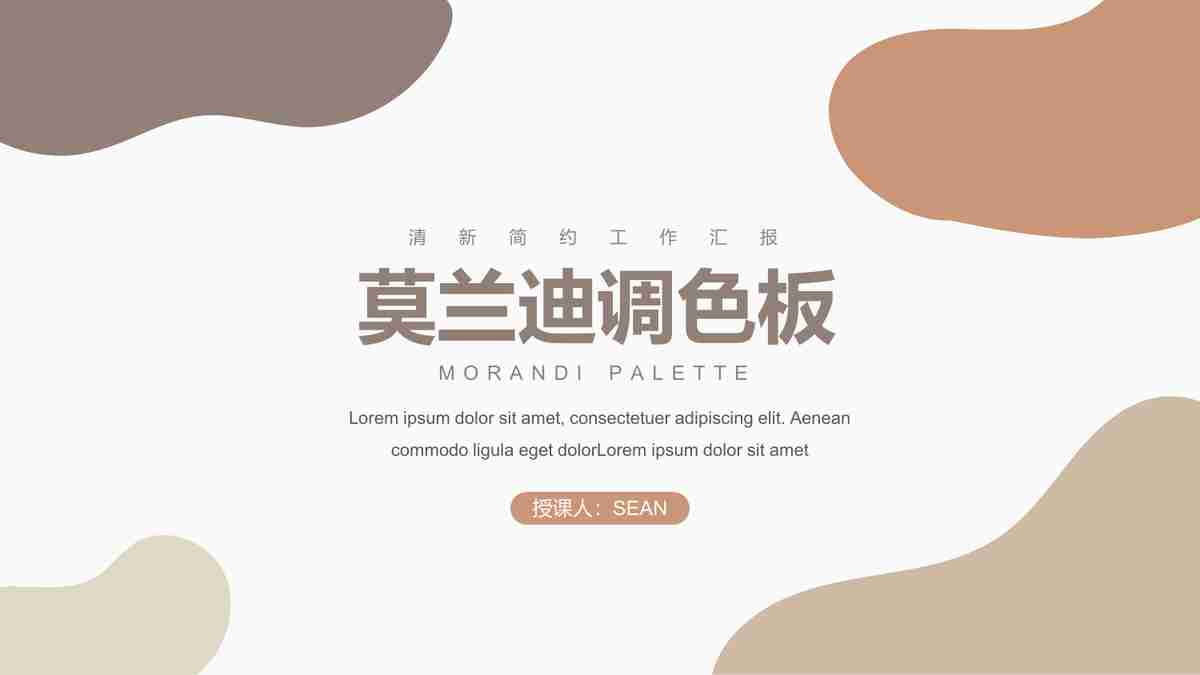 清新简约工作汇报
莫兰迪调色板
MORANDI PALETTE
Lorem ipsum dolor sit amet, consectetuer adipiscing elit. Aenean
commodo ligula eget dolorLorem ipsum dolor sit amet
授课人：SEAN